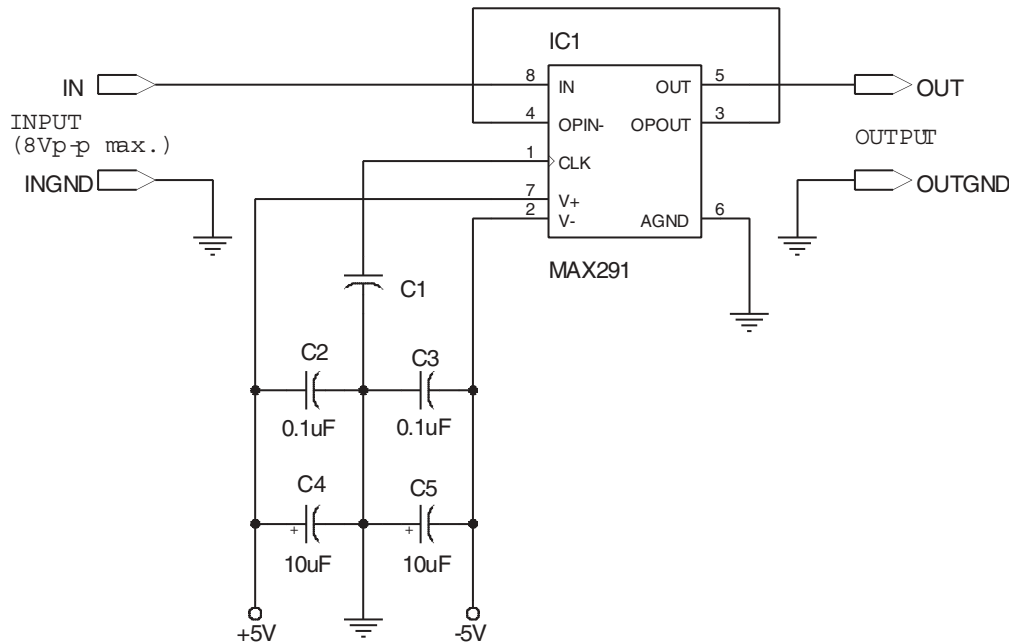 IC1
IN
8
IN
OUT
5
OUT
INPUT
(8Vp-p max.)
4
OPIN-
OPOUT
3
OUTPUT
1
CLK
INGND
7
V+
OUTGND
2
V-
AGND
6
MAX291
C1
C2
C3
0.1uF
0.1uF
C4
C5
+
+
10uF
10uF
+5V
-5V